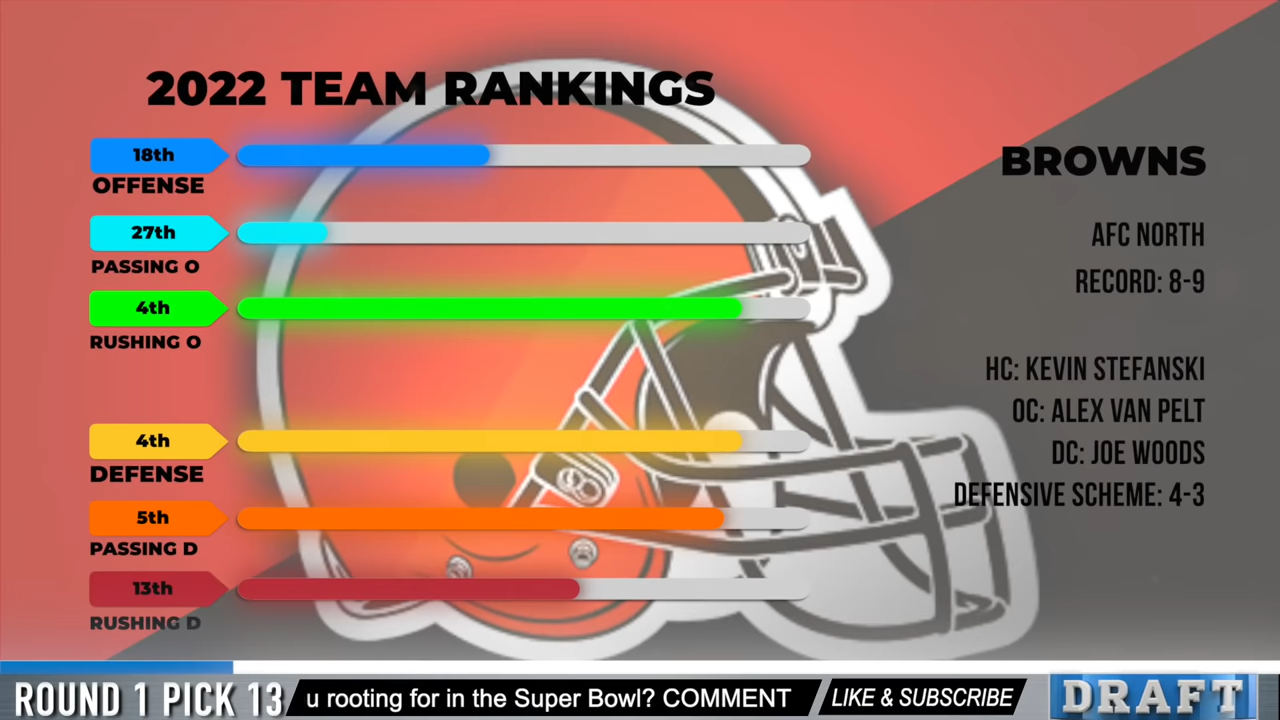 2022 TEAM RANKINGS
18th
OFFENSE
27th
PASSING O
4th
RUSHING O
4th
DEFENSE
5th
PASSING D
13th
RUSHING D
BROWNS
AFC NORTH
RECORD: 8-9
HC: KEVIN STEFANSKI
OC: ALEX VAN PELT
DC: JOE WOODS
DEFENSIVE SCHEME: 4-3
ROUND 1 PICK 13
u rooting for in the Super Bowl? COMMENT
LIKE & SUBSCRIBE
DRAFT